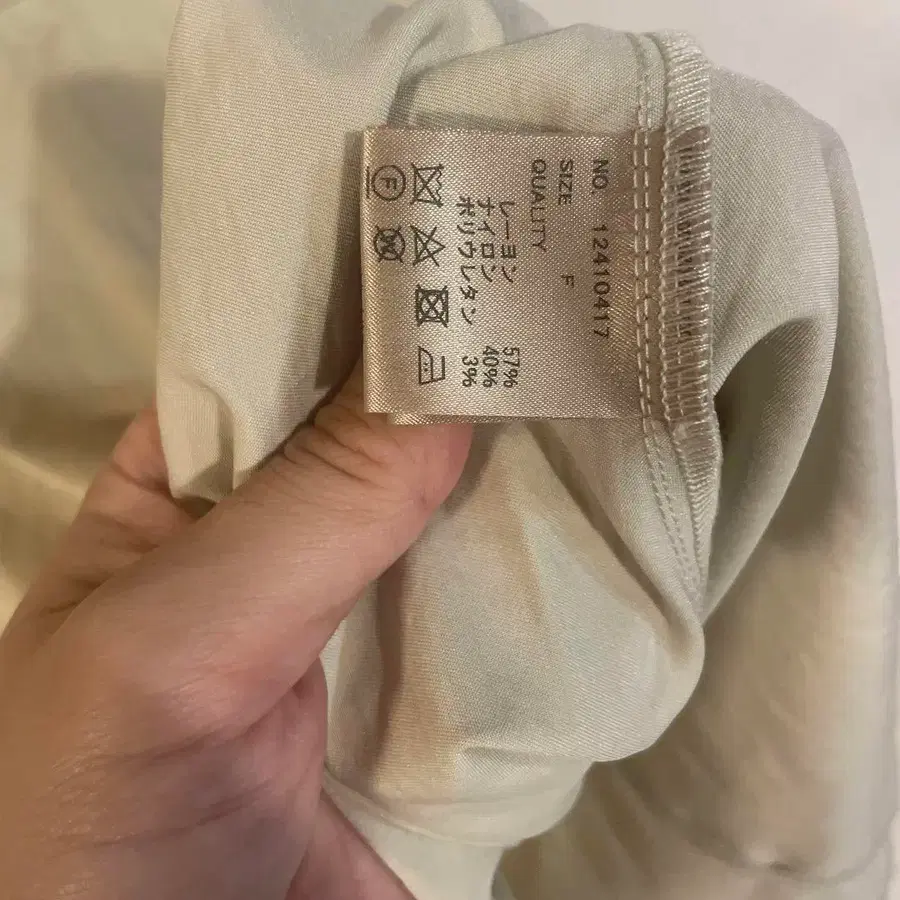 NO. 12410417
SIZE F
QUALITY
レーヨン 57%
ナイロン 40%
ポリウレタン 3%
F
W